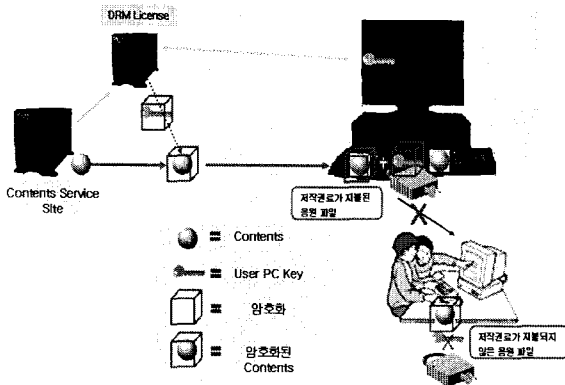 DRM License
Contents Service
Site
저작권료가 지불된
음원 파일
= Contents
= User PC Key
= 암호화
= 암호화된
Contents
저작권료가 지불되지
않은 음원 파일